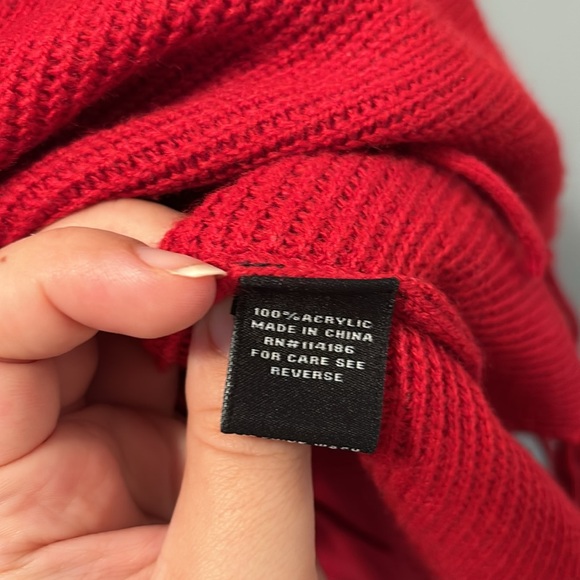 100% ACRYLIC
MADE IN CHINA
RN#114186
FOR CARE SEE
REVERSE